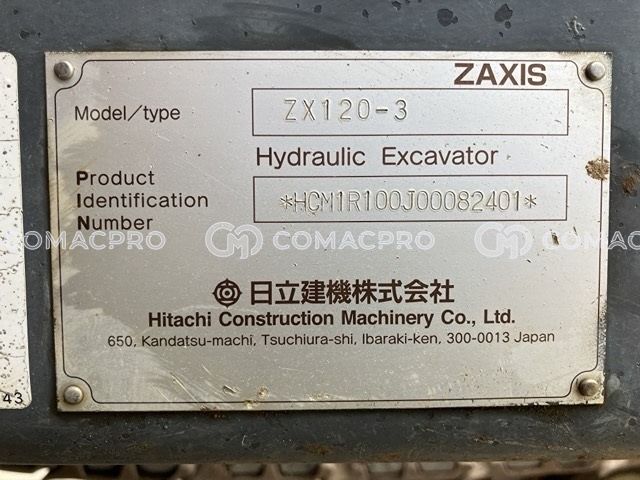 ZAXIS
Model/type ZX120-3
Hydraulic Excavator
Product
Identification
Number
*HCM1R100J00082401*
COMACPRO COMACPRO COMACPRO
日立建機株式会社
Hitachi Construction Machinery Co., Ltd.
650, Kandatsu-machi, Tsuchiura-shi, Ibaraki-ken, 300-0013 Japan
43